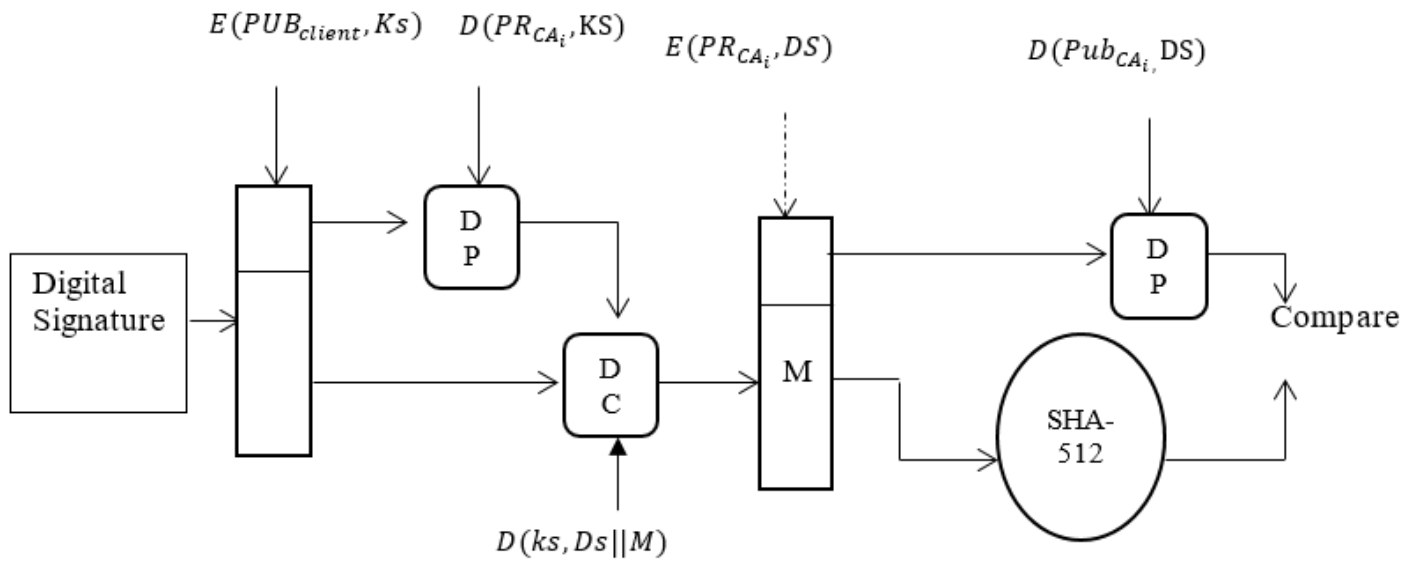 E(PUB_client, Ks)
D(PR_CA_i, KS)
E(PR_CA_i, DS)
D(Pub_CA_i, DS)
D
P
D
P
Digital
Signature
Compare
D
C
M
SHA-
512
D(ks, Ds||M)